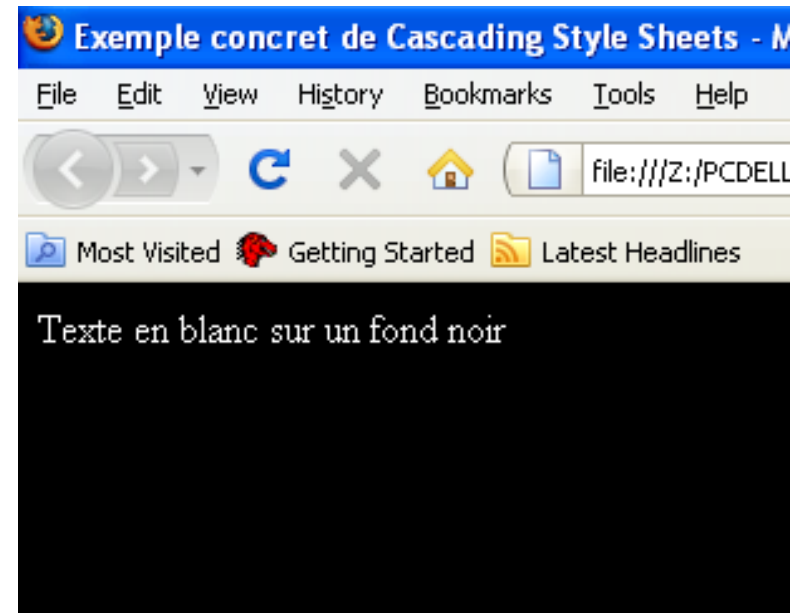 Exemple concret de Cascading Style Sheets - M
File Edit View History Bookmarks Tools Help
file:///Z:/PCDELL
Most Visited Getting Started Latest Headlines
Texte en blanc sur un fond noir